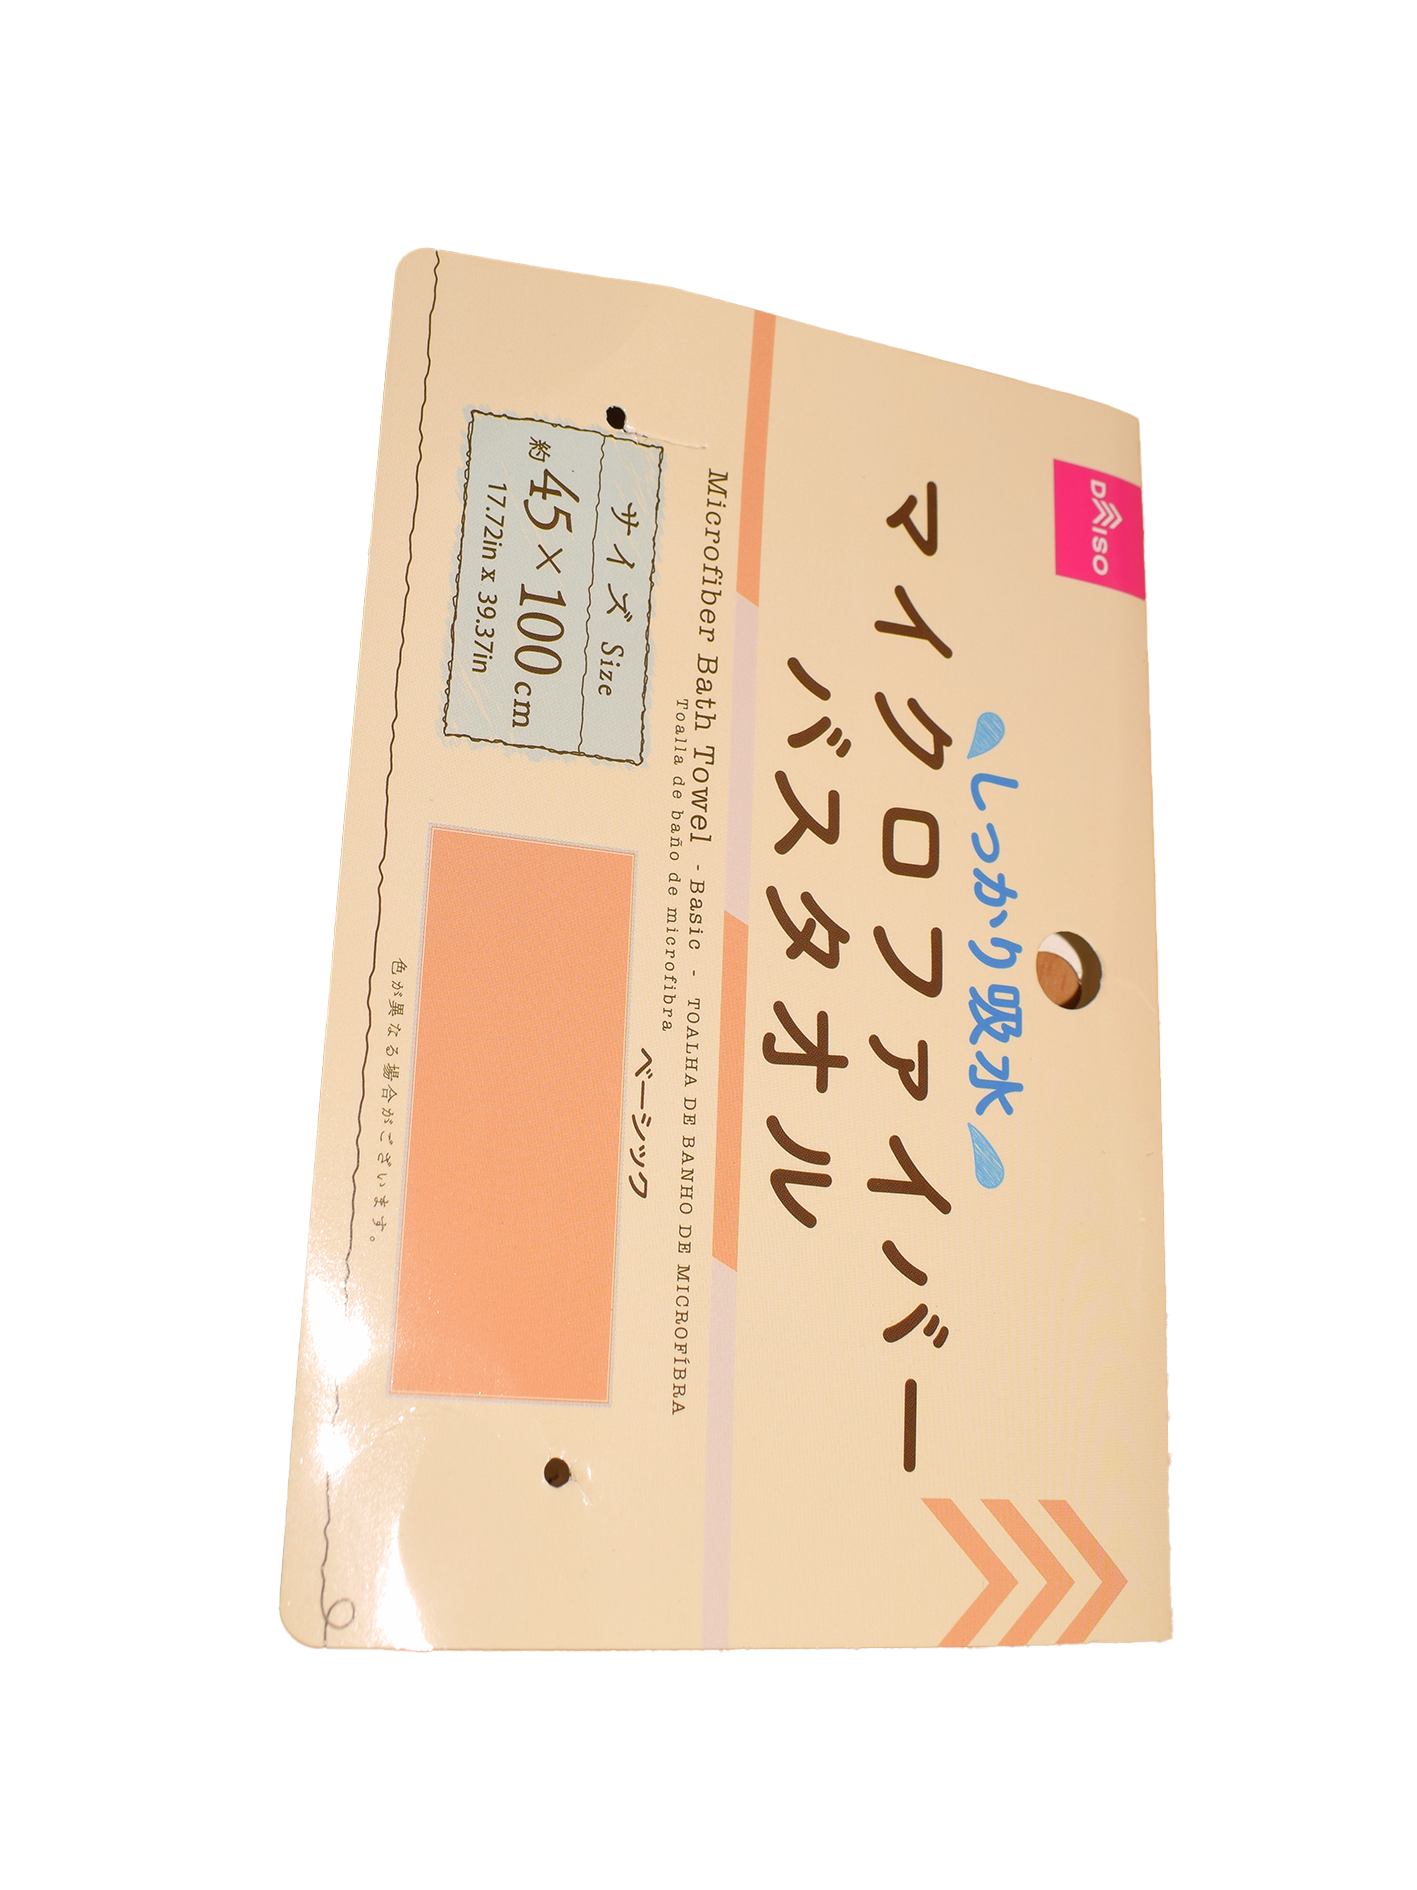 DAISO
しっかり吸水
マイクロファイバー
バスタオル
Microfiber Bath Towel - Basic - TOALHA DE BANHO DE MICROFÍBRA
Toalla de baño de microfibra
ベーシック
サイズ Size
約45×100cm
17.72in x 39.37in
色が異なる場合がございます。